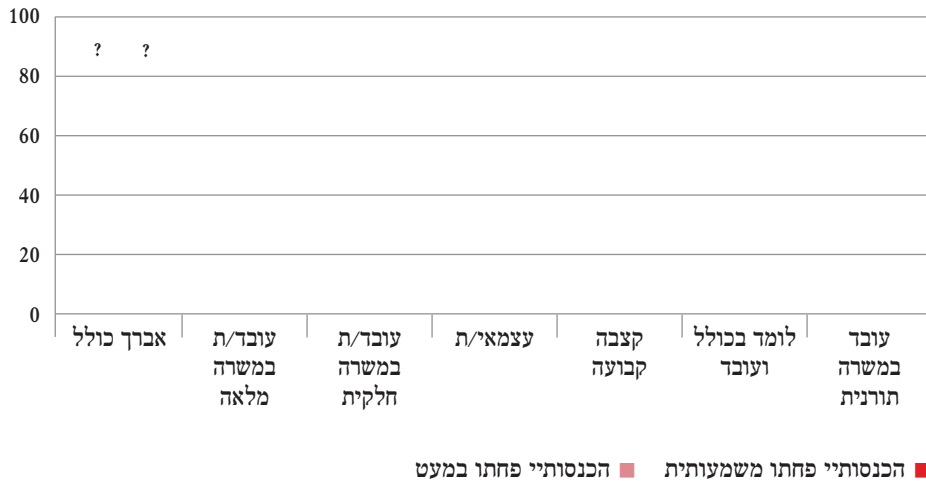 100
80
60
40
20
0
? ?
אברך כולל
עובד/ת
במשרה
מלאה
עובד/ת
במשרה
חלקית
עצמאי/ת
קצבה
קבועה
לומד בכולל
ועובד
עובד
במשרה
תורנית
הכנסותיי פחתו משמעותית
הכנסותיי פחתו במעט